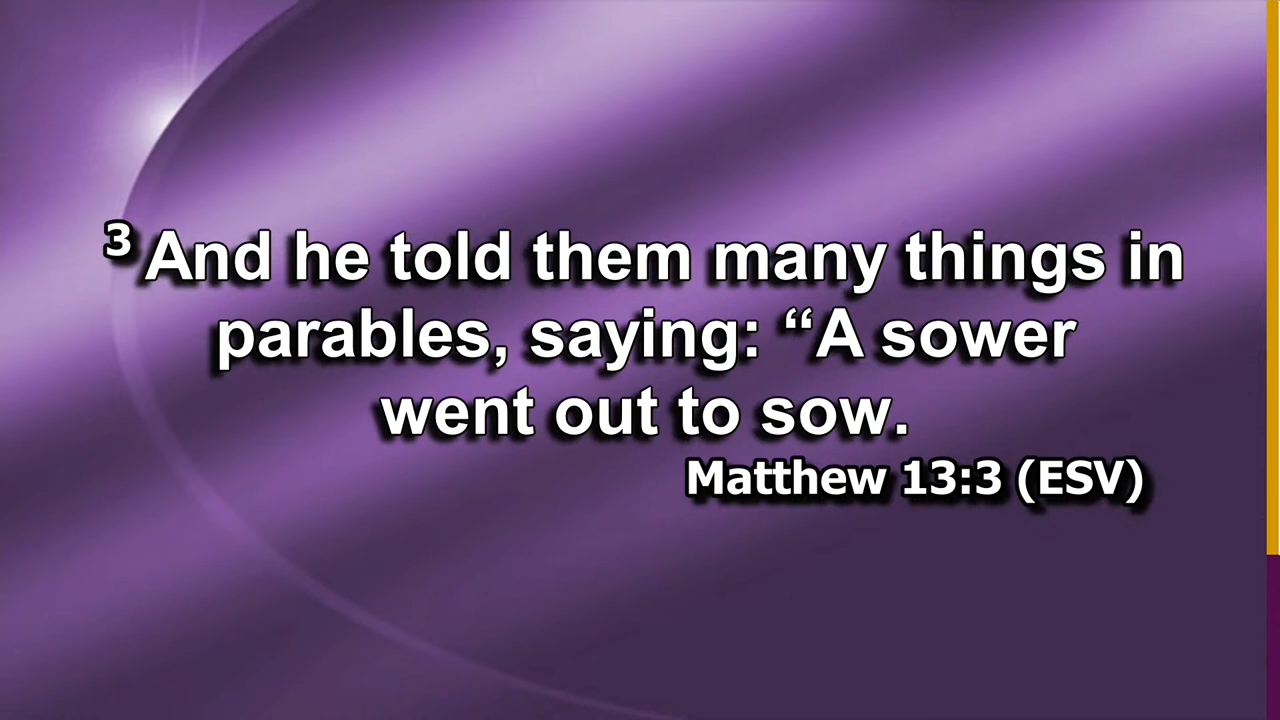 3 And he told them many things in
parables, saying: “A sower
went out to sow.
Matthew 13:3 (ESV)